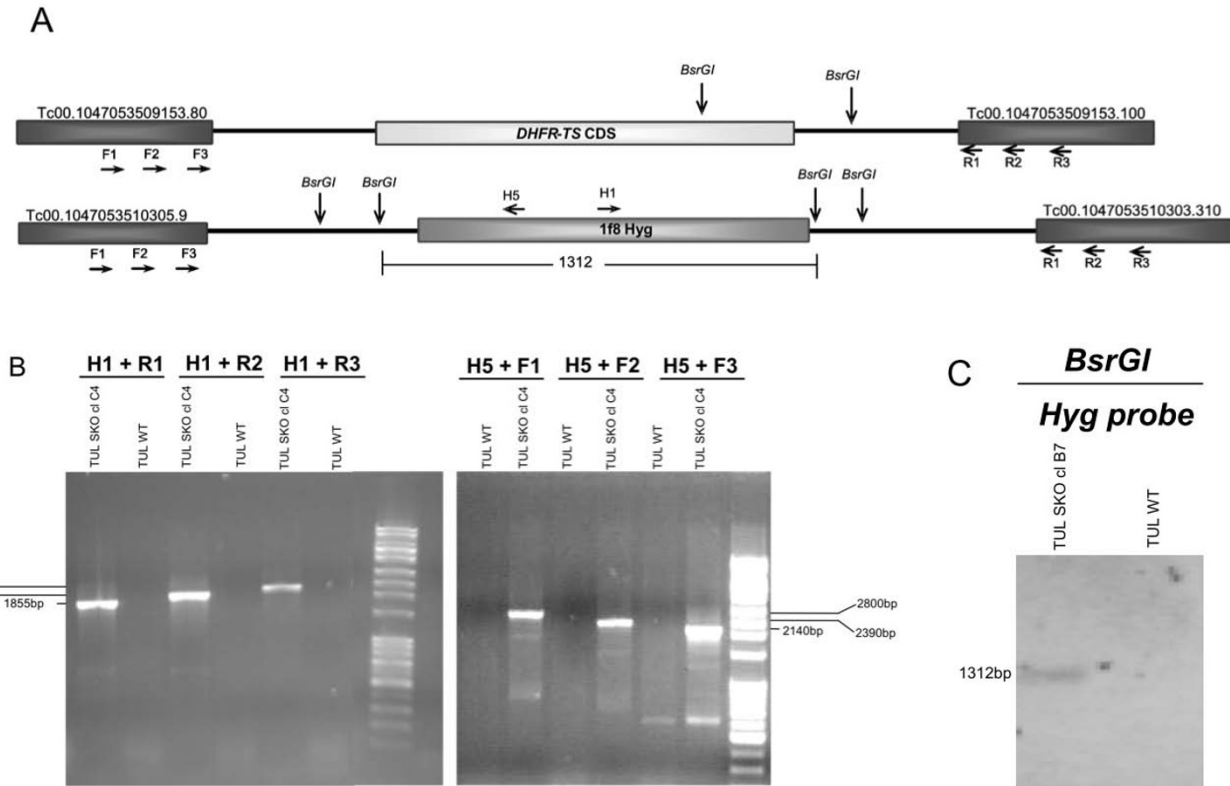 A
BsrGI
BsrGI
Tc00.1047053509153.80
Tc00.1047053509153.100
DHFR-TS CDS
F1 F2 F3
R1 R2 R3
BsrGI BsrGI
H5 H1
BsrGI BsrGI
Tc00.1047053510305.9
Tc00.1047053510303.310
1f8 Hyg
F1 F2 F3
R1 R2 R3
1312
B
H1 + R1 H1 + R2 H1 + R3
TUL SKO cl C4
TUL WT
TUL SKO cl C4
TUL WT
TUL SKO cl C4
TUL WT
1855bp
H5 + F1 H5 + F2 H5 + F3
TUL WT
TUL SKO cl C4
TUL WT
TUL SKO cl C4
TUL WT
TUL SKO cl C4
2800bp
2140bp
2390bp
C
BsrGI
Hyg probe
TUL SKO cl B7
TUL WT
1312bp